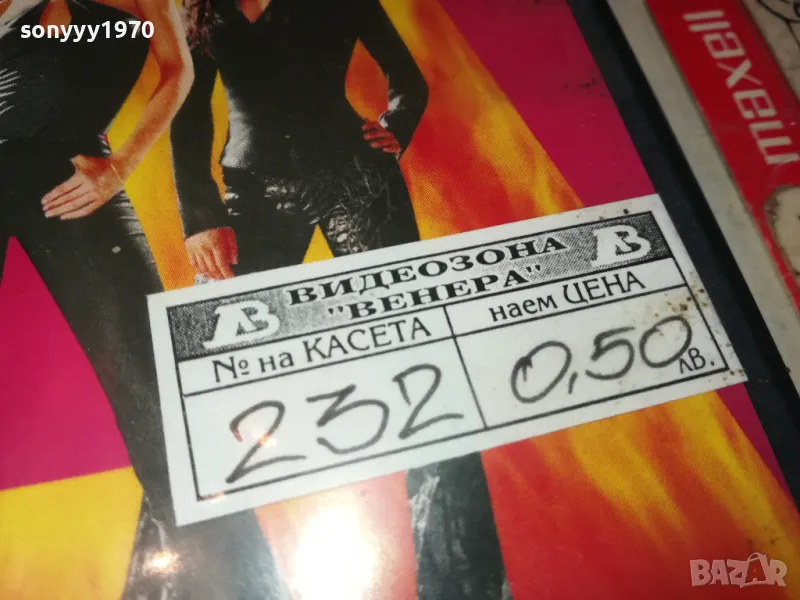 sonyyy1970
maxell
ВИДЕОЗОНА
"ВЕНЕРА"
№ на КАСЕТА
наем ЦЕНА
232
0,50
лв.
BAZAR